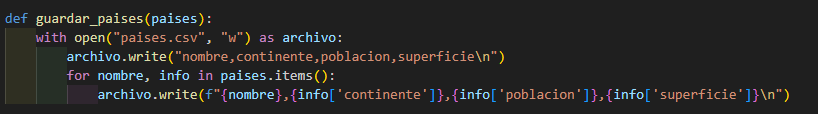 def guardar_paises(paises):
    with open("paises.csv", "w") as archivo:
        archivo.write("nombre,continente,poblacion,superficie\n")
        for nombre, info in paises.items():
            archivo.write(f"{nombre},{info['continente']},{info['poblacion']},{info['superficie']}\n")